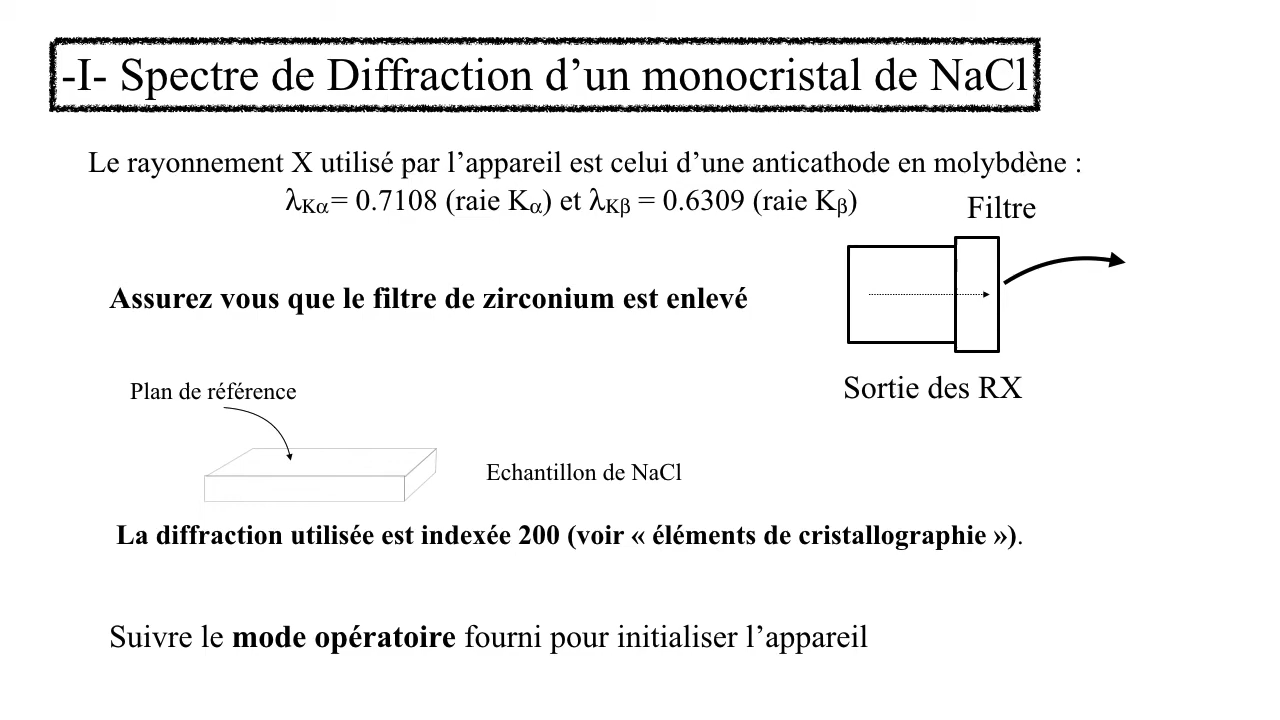 -I- Spectre de Diffraction d’un monocristal de NaCl
Le rayonnement X utilisé par l’appareil est celui d’une anticathode en molybdène :
λKα= 0.7108 (raie Kα) et λKβ = 0.6309 (raie Kβ)
Filtre
Assurez vous que le filtre de zirconium est enlevé
Sortie des RX
Plan de référence
Echantillon de NaCl
La diffraction utilisée est indexée 200 (voir « éléments de cristallographie »).
Suivre le mode opératoire fourni pour initialiser l’appareil